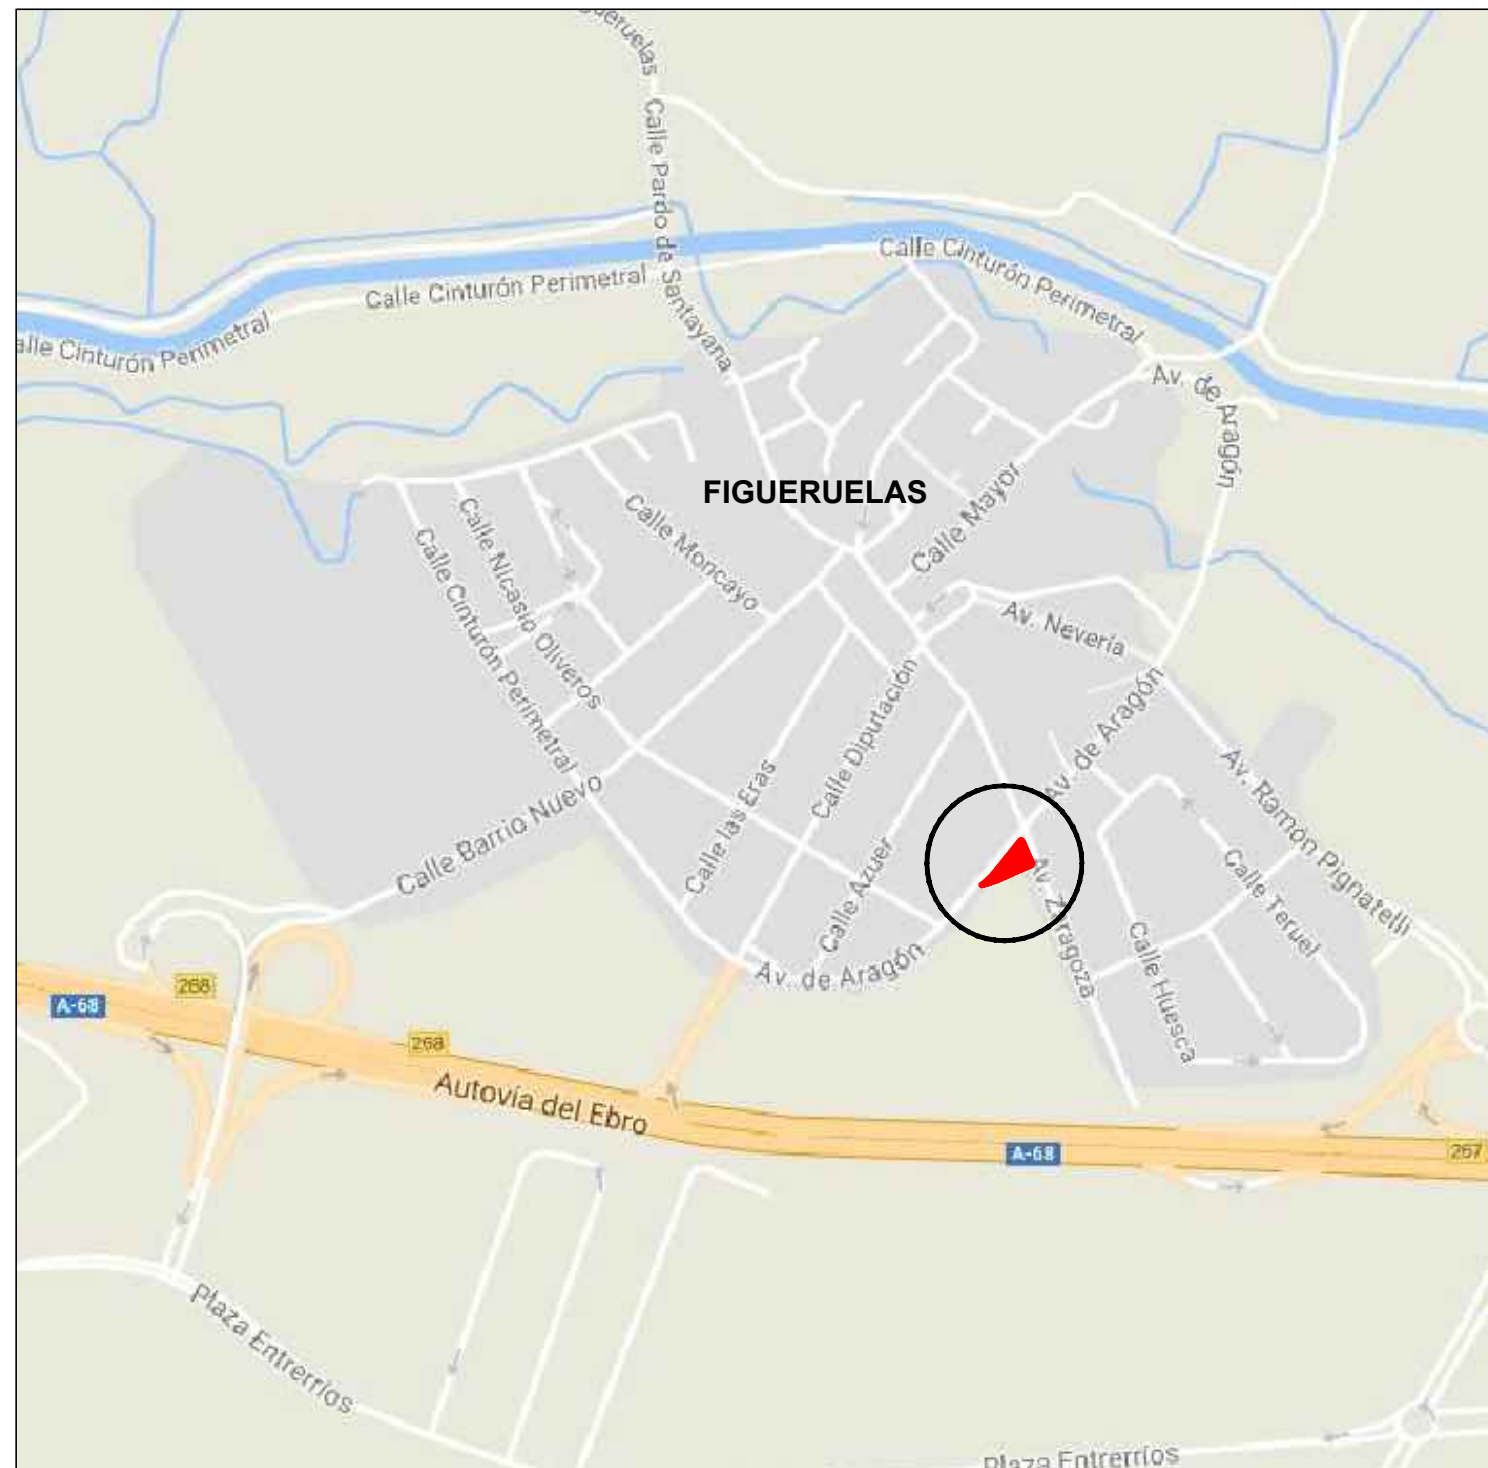 gueruelas
Calle Pardo de Santayana
Calle Cinturón Perimetral
Calle Cinturón Perimetral
alle Cinturón Perimetral
Av. de Aragón
FIGUERUELAS
Calle Mayor
Calle Moncayo
Calle Nicasio Oliveros
Calle Cinturón Perimetral
Av. Nevería
Calle Diputación
Av. de Aragón
Calle las Eras
Calle Barrio Nuevo
Calle Azuer
Av. Zaragoza
Av. Ramón Pignatelli
Calle Teruel
Calle Huesca
Av. de Aragón
268
A-68
268
Autovía del Ebro
A-68
267
Plaza Entrerríos
Plaza Entrerríos